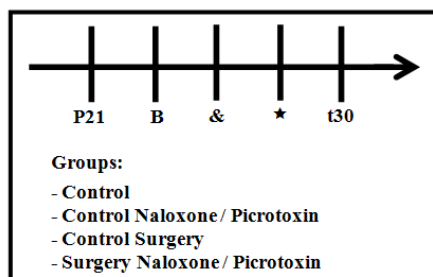 P21 B & ★ t30
Groups:
- Control
- Control Naloxone / Picrotoxin
- Control Surgery
- Surgery Naloxone / Picrotoxin